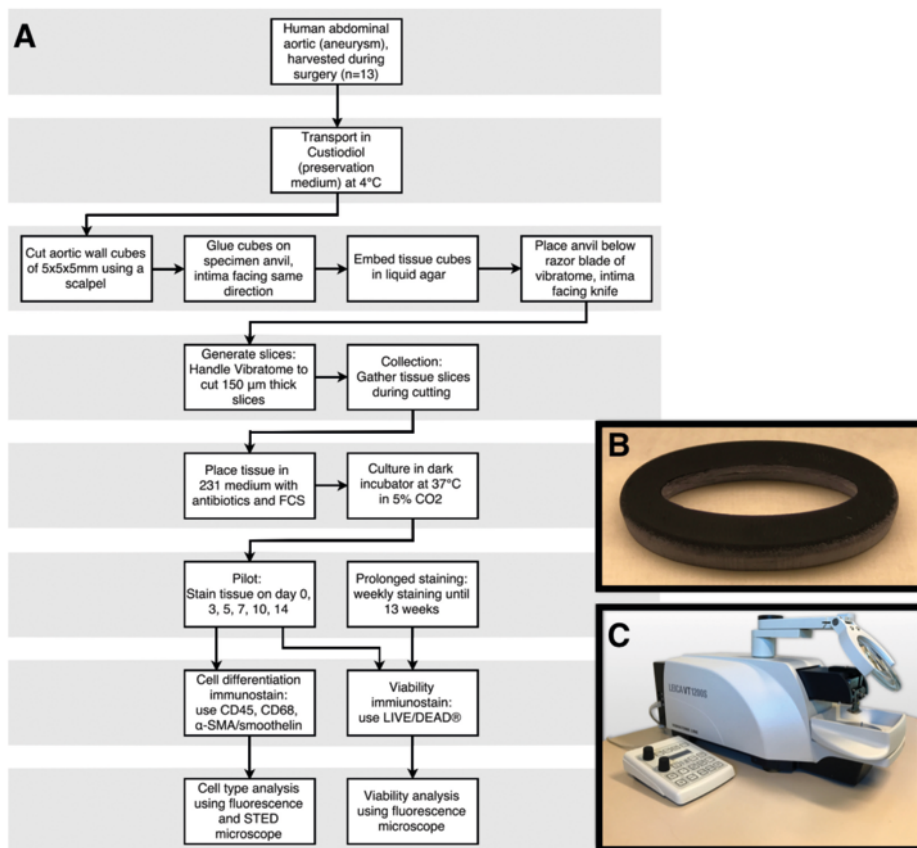 A
Human abdominal
aortic (aneurysm),
harvested during
surgery (n=13)
Transport in
Custiodiol
(preservation
medium) at 4°C
Cut aortic wall cubes
of 5x5x5mm using a
scalpel
Glue cubes on
specimen anvil,
intima facing same
direction
Embed tissue cubes
in liquid agar
Place anvil below
razor blade of
vibratome, intima
facing knife
Generate slices:
Handle Vibratome to
cut 150 μm thick
slices
Collection:
Gather tissue slices
during cutting
Place tissue in
231 medium with
antibiotics and FCS
Culture in dark
incubator at 37°C
in 5% CO2
Pilot:
Stain tissue on day 0,
3, 5, 7, 10, 14
Prolonged staining:
weekly staining until
13 weeks
Cell differentiation
immunostain:
use CD45, CD68,
α-SMA/smoothelin
Viability
immiunostain:
use LIVE/DEAD®
Cell type analysis
using fluorescence
and STED
microscope
Viability analysis
using fluorescence
microscope
B
C
LEICA VT1200S